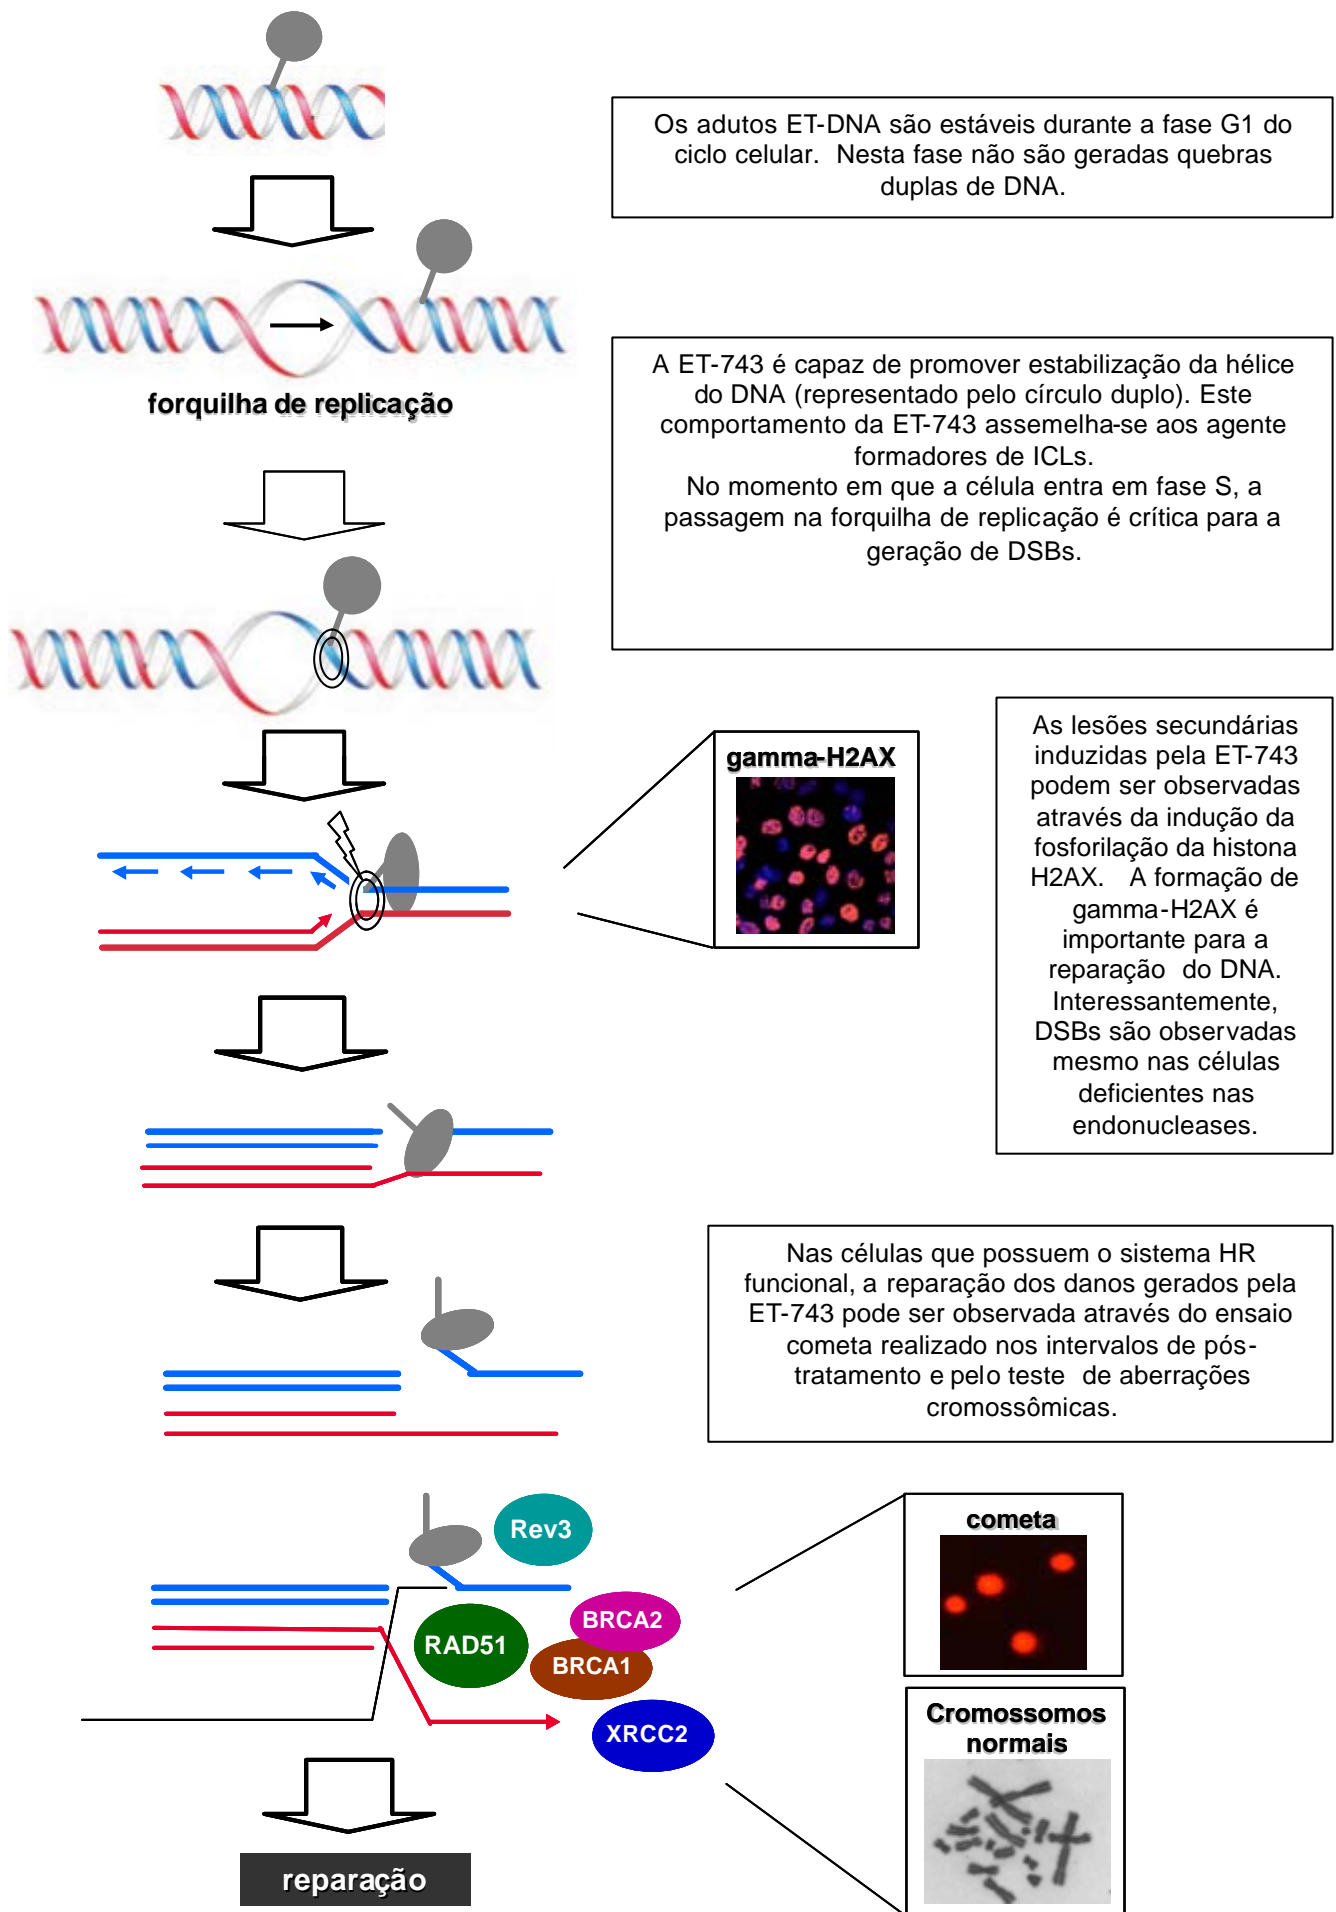 Os adutos ET-DNA são estáveis durante a fase G1 do
ciclo celular. Nesta fase não são geradas quebras
duplas de DNA.
forquilha de replicação
A ET-743 é capaz de promover estabilização da hélice
do DNA (representado pelo círculo duplo). Este
comportamento da ET-743 assemelha-se aos agente
formadores de ICLs.
No momento em que a célula entra em fase S, a
passagem na forquilha de replicação é crítica para a
geração de DSBs.
gamma-H2AX
As lesões secundárias
induzidas pela ET-743
podem ser observadas
através da indução da
fosforilação da histona
H2AX. A formação de
gamma-H2AX é
importante para a
reparação do DNA.
Interessantemente,
DSBs são observadas
mesmo nas células
deficientes nas
endonucleases.
Nas células que possuem o sistema HR
funcional, a reparação dos danos gerados pela
ET-743 pode ser observada através do ensaio
cometa realizado nos intervalos de pós-
tratamento e pelo teste de aberrações
cromossômicas.
Rev3
BRCA2
RAD51
BRCA1
XRCC2
cometa
Cromossomos
normais
reparação